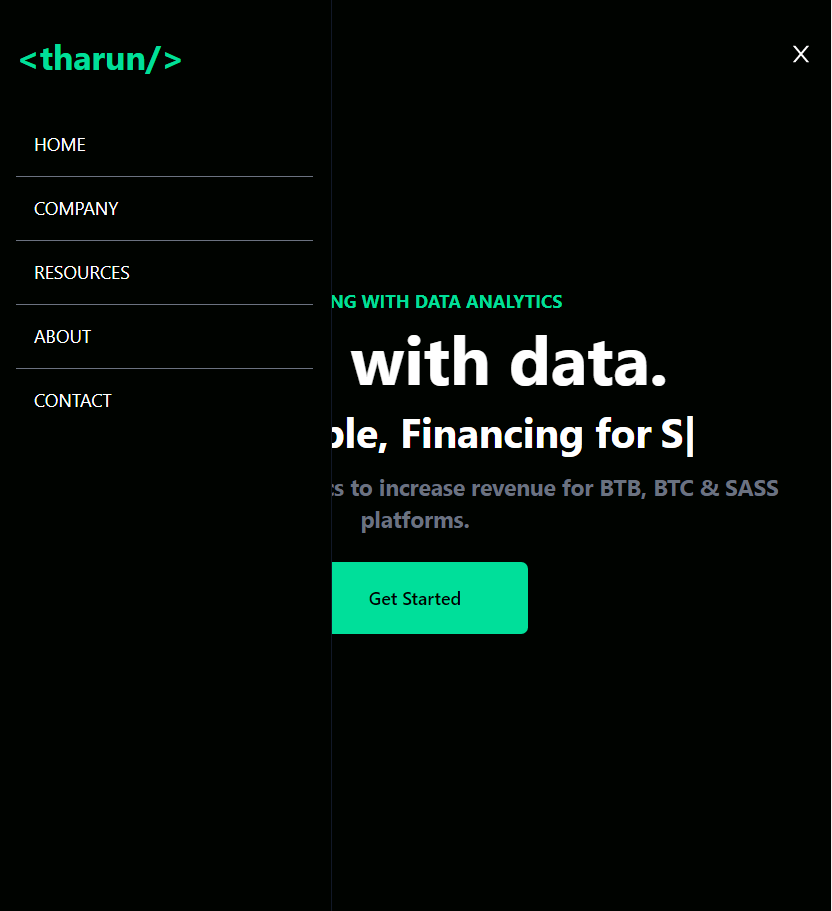 <tharun/>
X
HOME
COMPANY
RESOURCES
ABOUT
CONTACT
NG WITH DATA ANALYTICS
with data.
ble, Financing for S|
cs to increase revenue for BTB, BTC & SASS
platforms.
Get Started